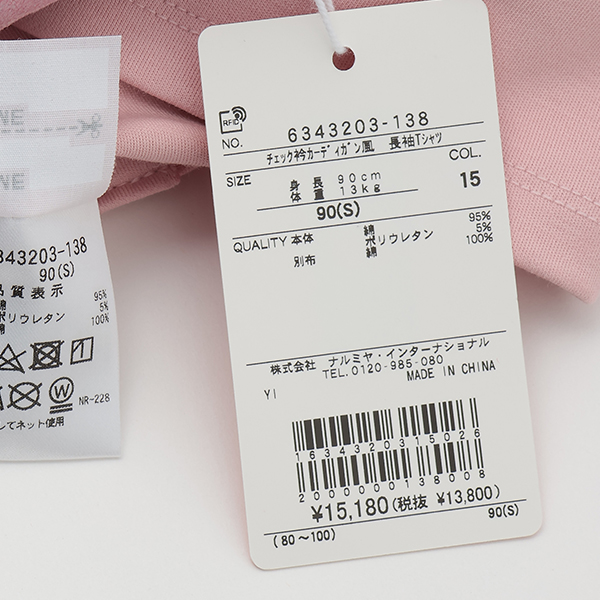 RFID
NO. 6343203-138
チェック衿カーディガン風 長袖Tシャツ
SIZE 身長 90cm COL.
体重 13kg 15
90(S)
QUALITY 本体 綿 95%
ポリウレタン 5%
別布 綿 100%
株式会社 ナルミヤ・インターナショナル
TEL.0120-985-080
YI MADE IN CHINA
1634320315026
2000000138008
¥15,180(税抜 ¥13,800)
(80~100) 90(S)
NE
NE
343203-138
90(S)
品質表示
綿 95%
ポリウレタン 5%
綿 100%
W
NR-228
してネット使用